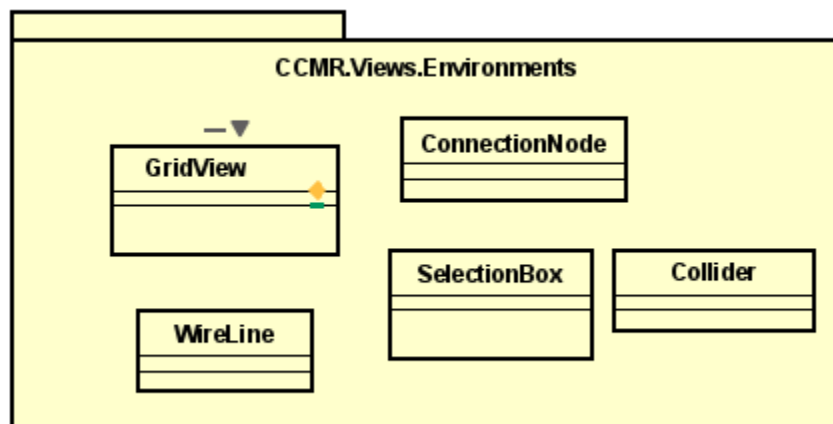 CCMR.Views.Environments
GridView
ConnectionNode
SelectionBox
Collider
WireLine